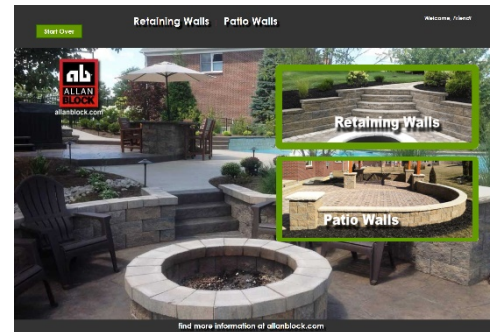 Retaining Walls Patio Walls
Welcome, Friend!
Start Over
ab
ALLAN
BLOCK
allanblock.com
Retaining Walls
Patio Walls
find more information at allanblock.com